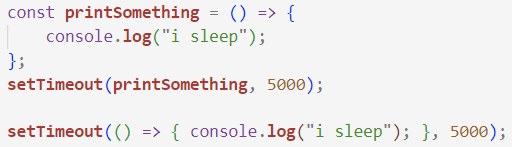 const printSomething = () => {
    console.log("i sleep");
};
setTimeout(printSomething, 5000);

setTimeout(() => { console.log("i sleep"); }, 5000);